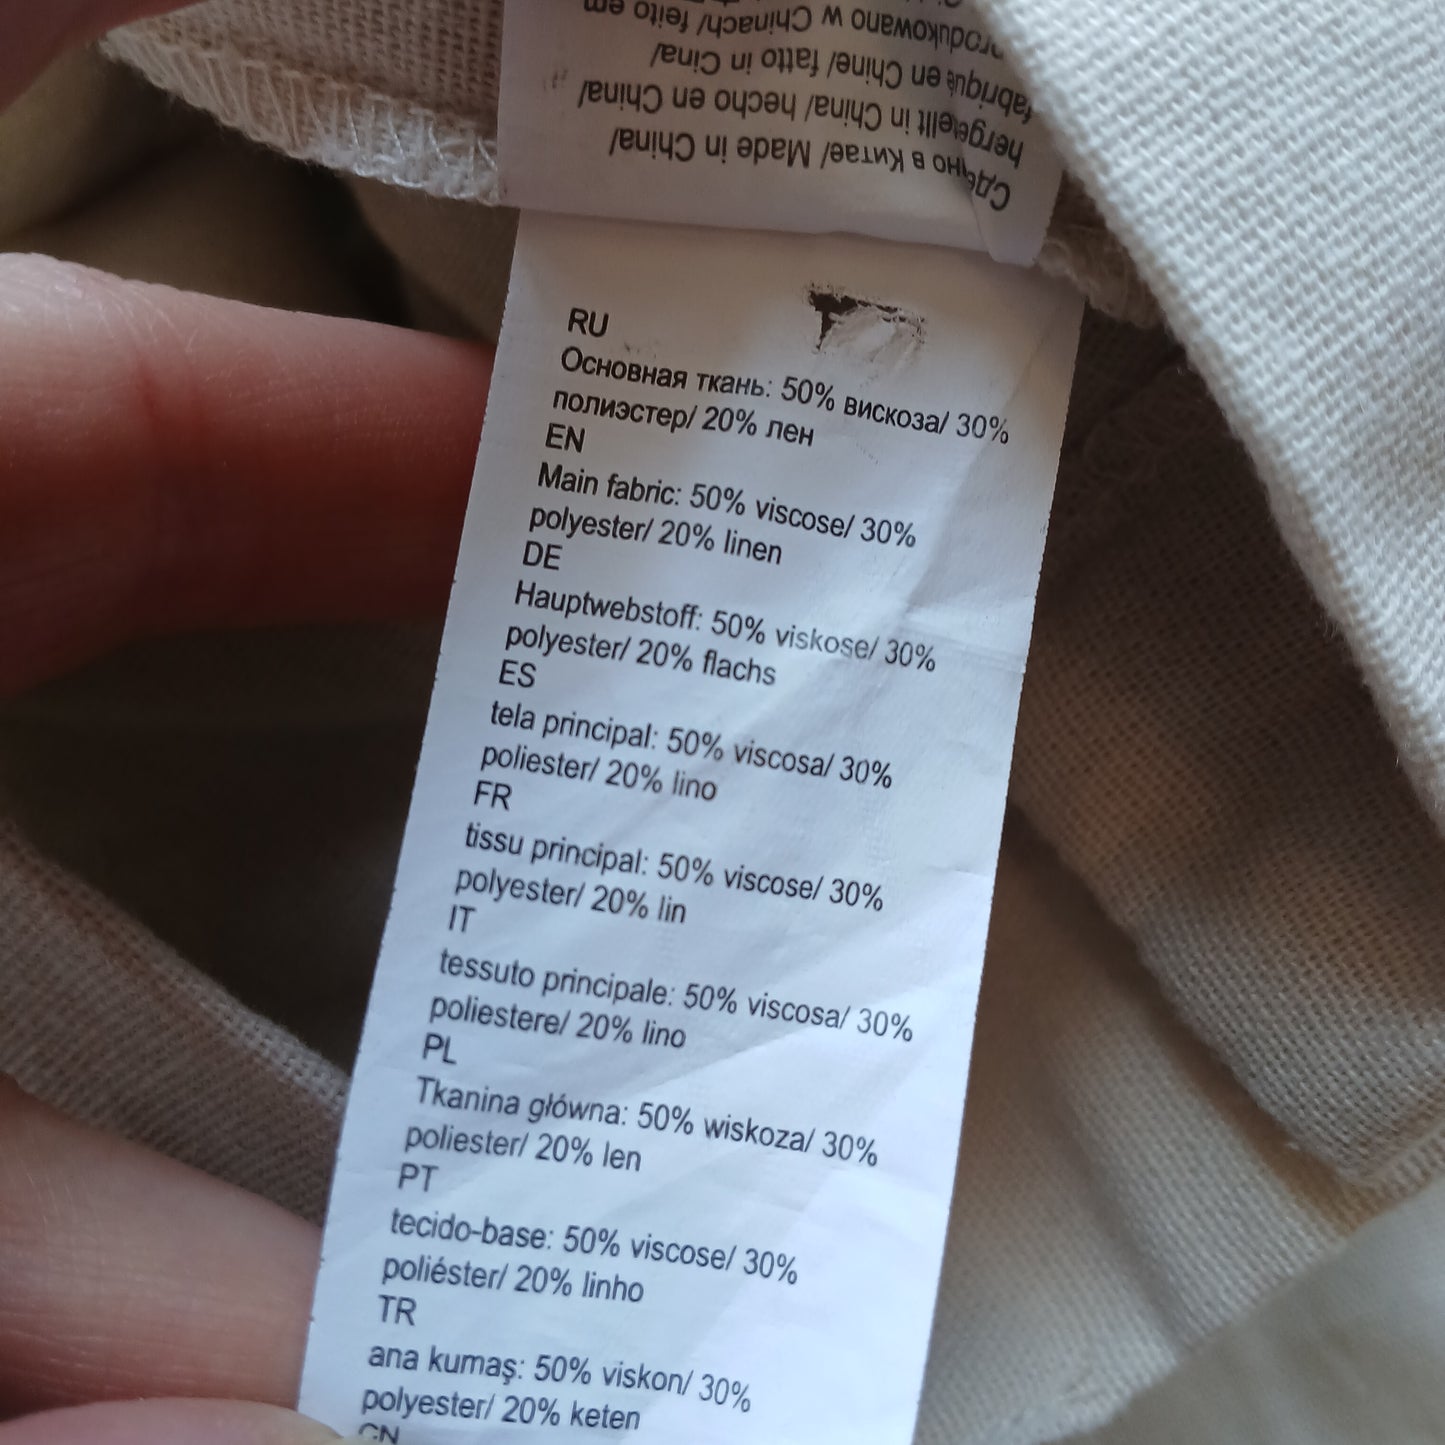 Сделано в Китае/ Made in China/
hergestellt in China/ hecho en China/
fabriqué en Chine/ fatto in Cina/
produkowano w Chinach/ feito em
RU
Основная ткань: 50% вискоза/ 30%
полиэстер/ 20% лен
EN
Main fabric: 50% viscose/ 30%
polyester/ 20% linen
DE
Hauptwebstoff: 50% viskose/ 30%
polyester/ 20% flachs
ES
tela principal: 50% viscosa/ 30%
poliester/ 20% lino
FR
tissu principal: 50% viscose/ 30%
polyester/ 20% lin
IT
tessuto principale: 50% viscosa/ 30%
poliestere/ 20% lino
PL
Tkanina główna: 50% wiskoza/ 30%
poliester/ 20% len
PT
tecido-base: 50% viscose/ 30%
poliéster/ 20% linho
TR
ana kumaş: 50% viskon/ 30%
polyester/ 20% keten
CN